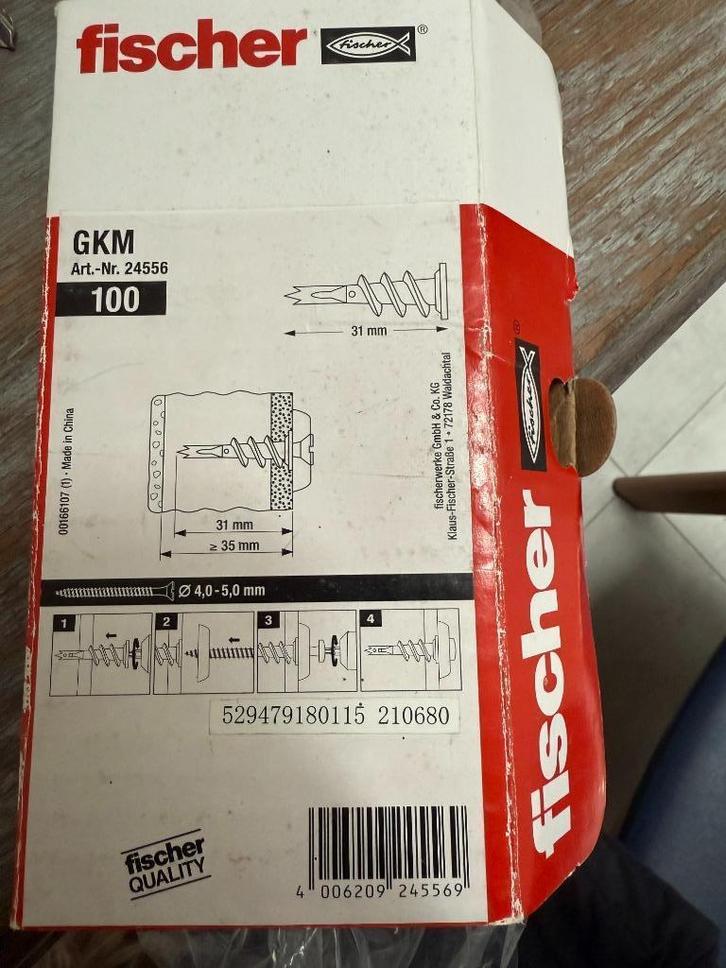 fischer fischer ®
GKM
Art.-Nr. 24556
100
31 mm
00166107 (1) · Made in China
fischerwerke GmbH & Co. KG
Klaus-Fischer-Straße 1 • 72178 Waldachtal
31 mm
≥ 35 mm
Ø 4,0-5,0 mm
1 2 3 4
529479180115 210680
fischer
QUALITY
4 006209 245569
fischer fischer ®